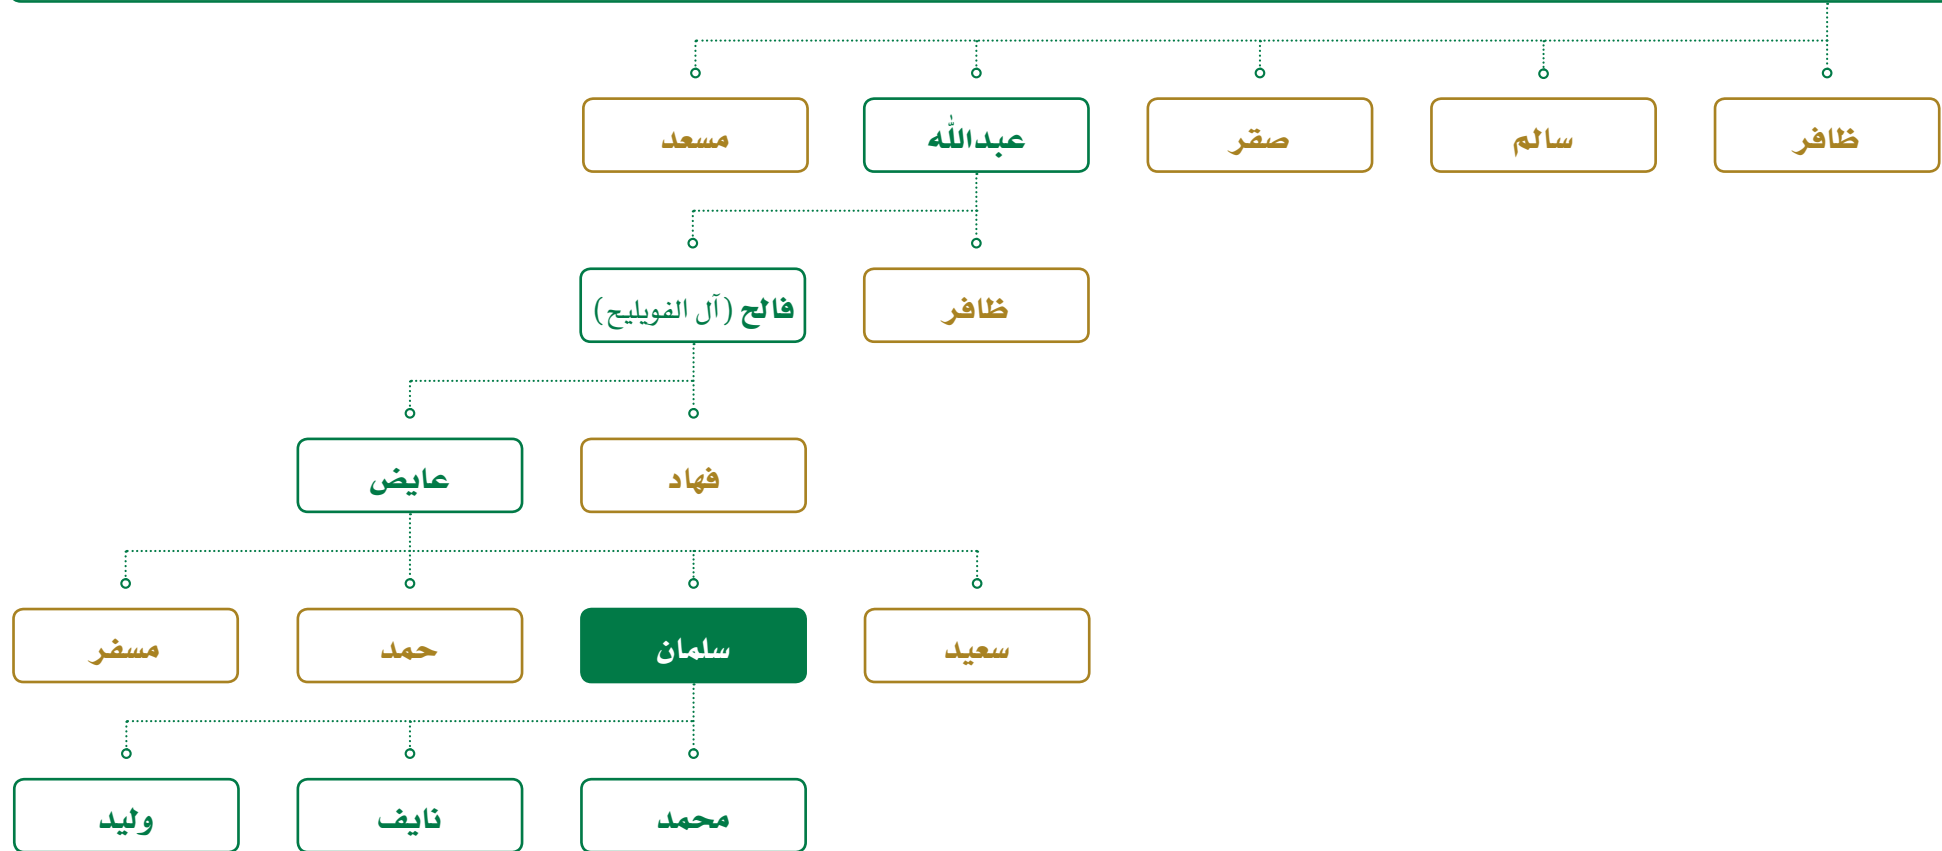 ظافر
سالم
صقر
عبدالله
مسعد
ظافر
فالح (آل الفويليح)
فهاد
عايض
سعيد
سلمان
حمد
مسفر
محمد
نايف
وليد